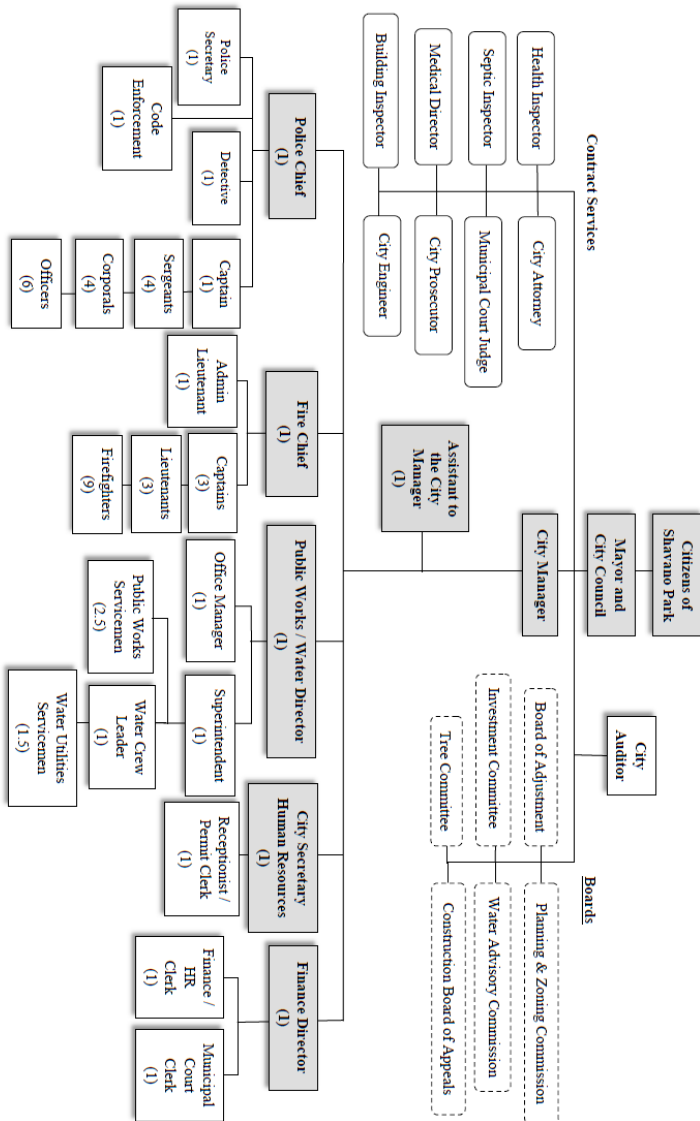 Citizens of
Shavano Park
Mayor and
City Council
City Manager
Assistant to
the City
Manager
(1)
City
Auditor
Contract Services
Health Inspector
City Attorney
Septic Inspector
Municipal Court Judge
Medical Director
City Prosecutor
Building Inspector
City Engineer
Boards
Board of Adjustment
Planning & Zoning Commission
Investment Committee
Water Advisory Commission
Tree Committee
Construction Board of Appeals
Police Chief
(1)
Police
Secretary
(1)
Code
Enforcement
(1)
Detective
(1)
Captain
(1)
Sergeants
(4)
Corporals
(4)
Officers
(6)
Fire Chief
(1)
Admin
Lieutenant
(1)
Captains
(3)
Lieutenants
(3)
Firefighters
(9)
Public Works / Water Director
(1)
Office Manager
(1)
Superintendent
(1)
Public Works
Servicemen
(2.5)
Water Crew
Leader
(1)
Water Utilities
Servicemen
(1.5)
City Secretary
Human Resources
(1)
Receptionist /
Permit Clerk
(1)
Finance Director
(1)
Finance /
HR
Clerk
(1)
Municipal
Court
Clerk
(1)